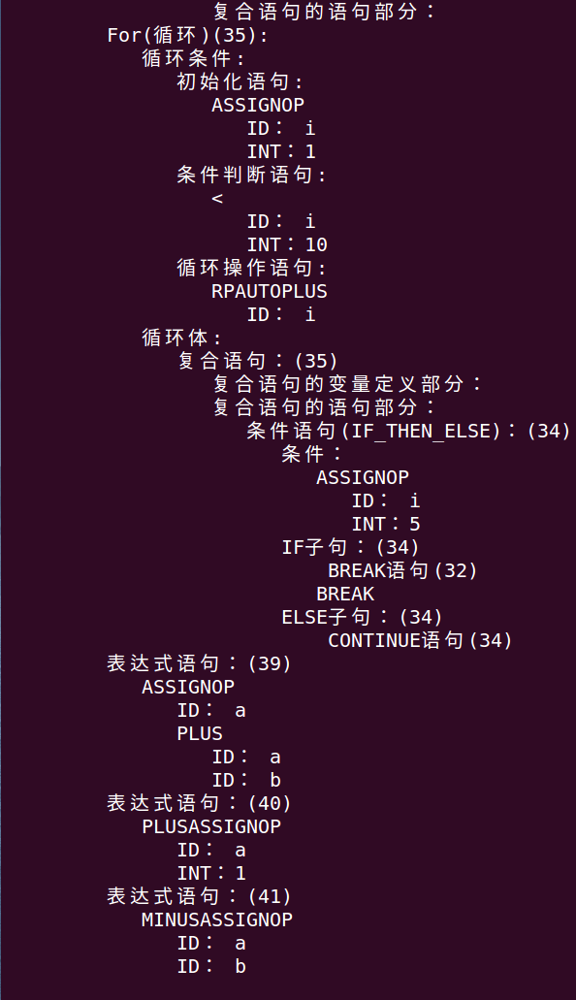 复合语句的语句部分：
For(循环)(35):
循环条件:
初始化语句:
ASSIGNOP
ID： i
INT：1
条件判断语句:
<
ID： i
INT：10
循环操作语句:
RPAUTOPLUS
ID： i
循环体:
复合语句：(35)
复合语句的变量定义部分：
复合语句的语句部分：
条件语句(IF_THEN_ELSE)：(34)
条件：
ASSIGNOP
ID： i
INT：5
IF子句：(34)
BREAK语句(32)
BREAK
ELSE子句：(34)
CONTINUE语句(34)
表达式语句：(39)
ASSIGNOP
ID： a
PLUS
ID： a
ID： b
表达式语句：(40)
PLUSASSIGNOP
ID： a
INT：1
表达式语句：(41)
MINUSASSIGNOP
ID： a
ID： b